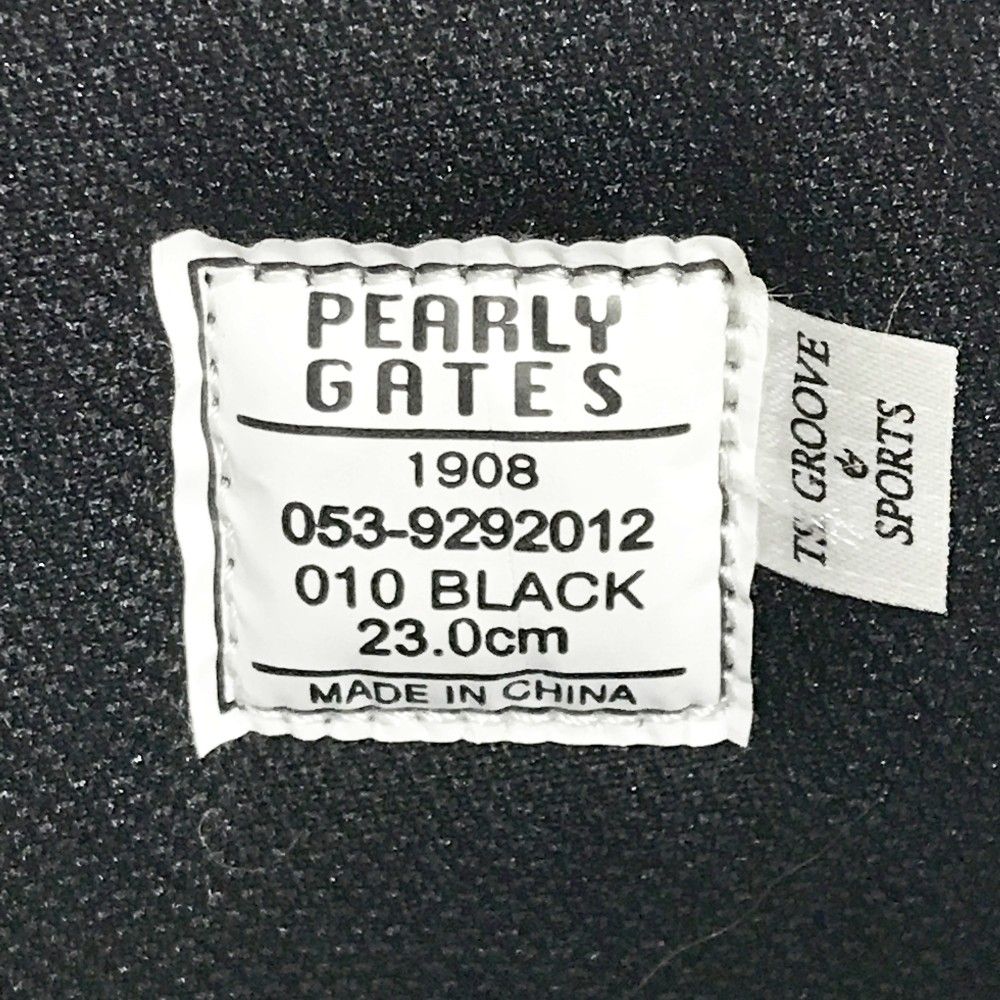 PEARLY
GATES
1908
053-9292012
010 BLACK
23.0cm
MADE IN CHINA
TS GROOVE
&
SPORTS